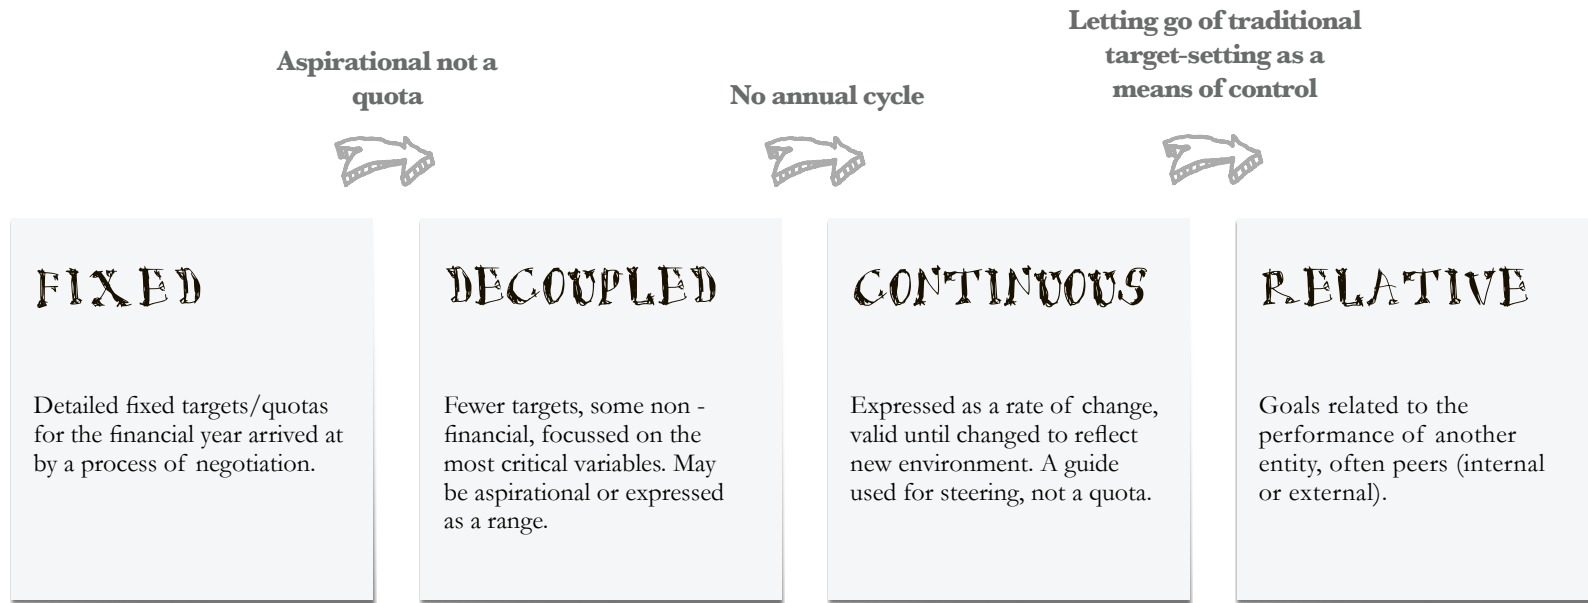 Aspirational not a
quota
No annual cycle
Letting go of traditional
target-setting as a
means of control
FIXED
Detailed fixed targets/quotas
for the financial year arrived at
by a process of negotiation.
DECOUPLED
Fewer targets, some non -
financial, focussed on the
most critical variables. May
be aspirational or expressed
as a range.
CONTINUOUS
Expressed as a rate of change,
valid until changed to reflect
new environment. A guide
used for steering, not a quota.
RELATIVE
Goals related to the
performance of another
entity, often peers (internal
or external).